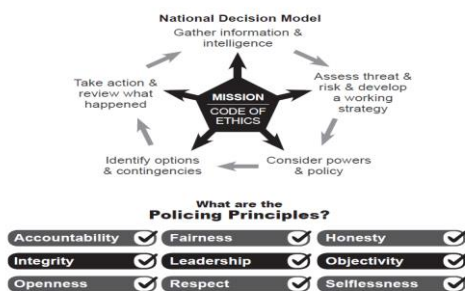 National Decision Model
Gather information &
intelligence
Assess threat &
risk & develop
a working
strategy
Consider powers
& policy
Identify options
& contingencies
Take action &
review what
happened
MISSION
CODE OF
ETHICS
What are the
Policing Principles?
Accountability Fairness Honesty
Integrity Leadership Objectivity
Openness Respect Selflessness